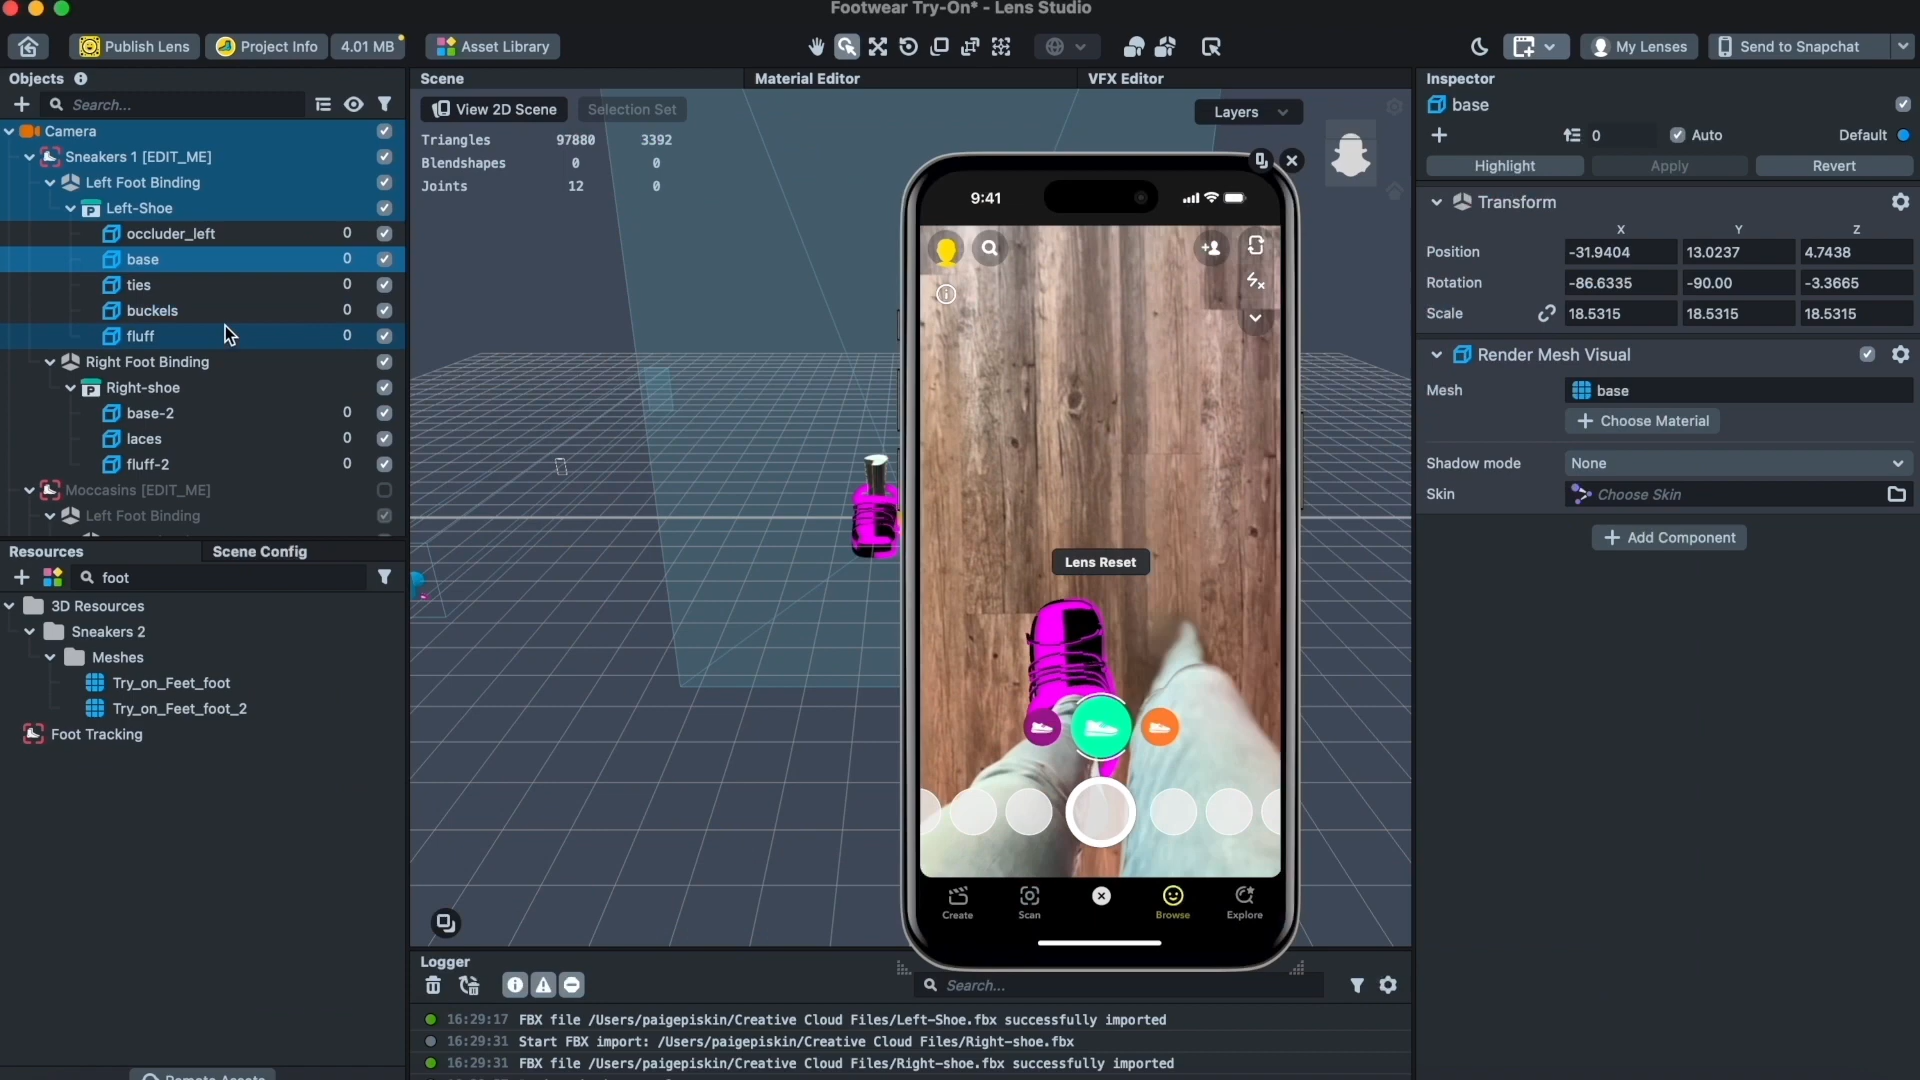 Footwear Try-On* - Lens Studio
Publish Lens
Project Info
4.01 MB
Asset Library
My Lenses
Send to Snapchat
Objects
Search...
Camera
Sneakers 1 [EDIT_ME]
Left Foot Binding
Left-Shoe
occluder_left 0
base 0
ties 0
buckels 0
fluff 0
Right Foot Binding
Right-shoe
base-2 0
laces 0
fluff-2 0
Moccasins [EDIT_ME]
Left Foot Binding
Resources
Scene Config
foot
3D Resources
Sneakers 2
Meshes
Try_on_Feet_foot
Try_on_Feet_foot_2
Foot Tracking
Remote Assets
Scene
Material Editor
VFX Editor
View 2D Scene
Selection Set
Layers
Triangles 97880 3392
Blendshapes 0 0
Joints 12 0
9:41
Lens Reset
Create
Scan
Browse
Explore
Logger
Search...
16:29:17 FBX file /Users/paigepiskin/Creative Cloud Files/Left-Shoe.fbx successfully imported
16:29:31 Start FBX import: /Users/paigepiskin/Creative Cloud Files/Right-shoe.fbx
16:29:31 FBX file /Users/paigepiskin/Creative Cloud Files/Right-shoe.fbx successfully imported
Inspector
base
0
Auto
Default
Highlight
Apply
Revert
Transform
X Y Z
Position -31.9404 13.0237 4.7438
Rotation -86.6335 -90.00 -3.3665
Scale 18.5315 18.5315 18.5315
Render Mesh Visual
Mesh base
Choose Material
Shadow mode None
Skin Choose Skin
Add Component